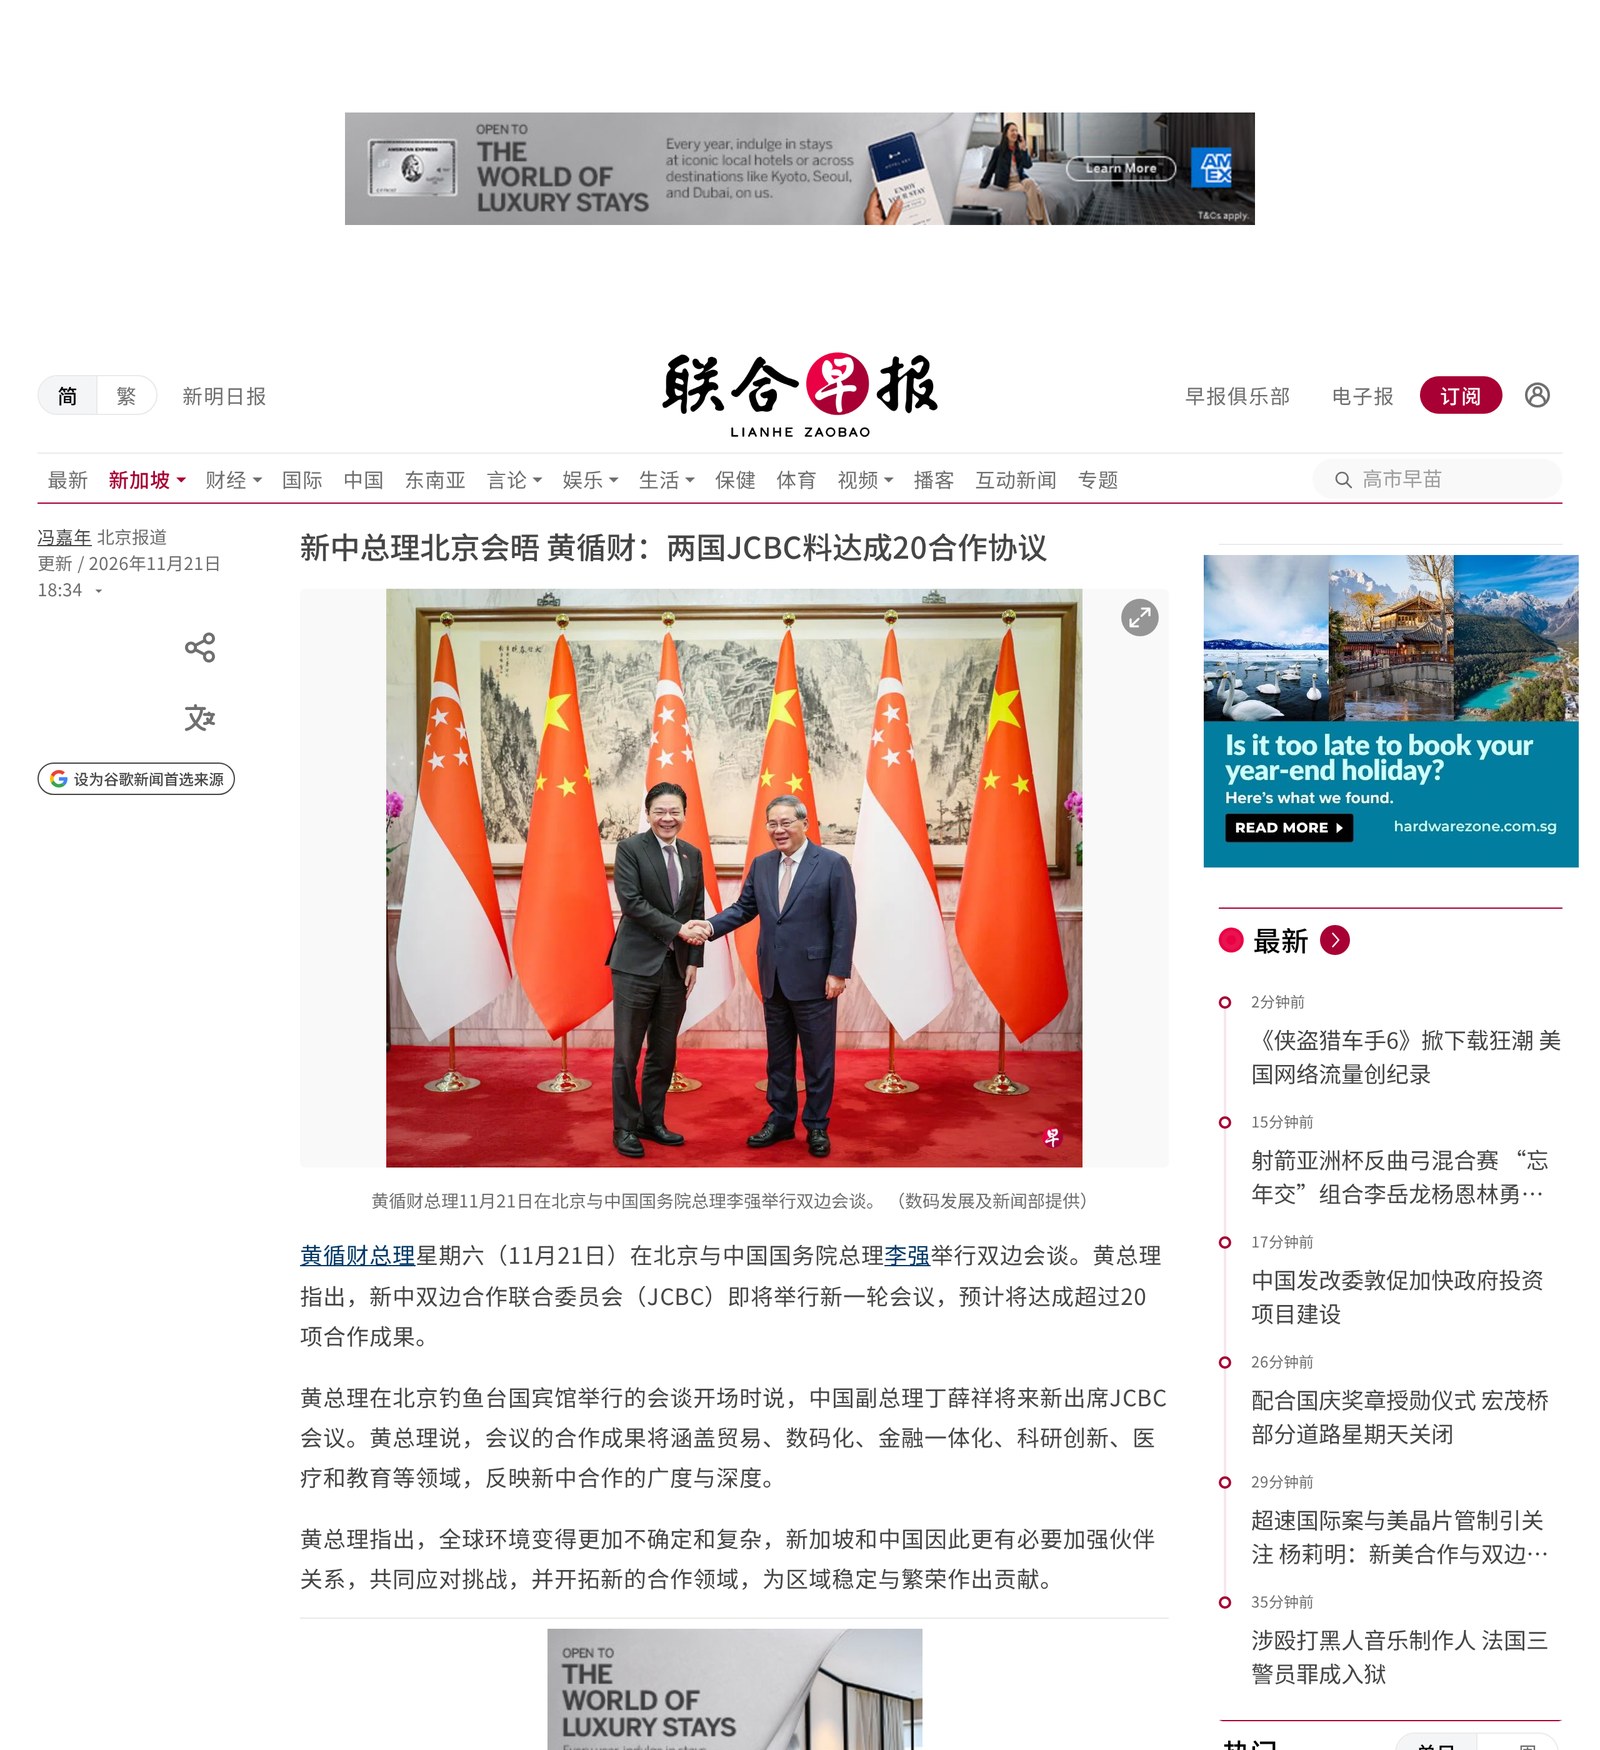 AMERICAN EXPRESS
OPEN TO
THE
WORLD OF
LUXURY STAYS
Every year, indulge in stays
at iconic local hotels or across
destinations like Kyoto, Seoul,
and Dubai, on us.
ENJOY
YOUR STAY
Learn More
AM
EX
T&Cs apply.
简 繁 新明日报
联合早报
LIANHE ZAOBAO
早报俱乐部 电子报 订阅
最新 新加坡 财经 国际 中国 东南亚 言论 娱乐 生活 保健 体育 视频 播客 互动新闻 专题 高市早苗
冯嘉年 北京报道
更新 / 2026年11月21日
18:34
设为谷歌新闻首选来源
新中总理北京会晤 黄循财：两国JCBC料达成20合作协议
早
黄循财总理11月21日在北京与中国国务院总理李强举行双边会谈。（数码发展及新闻部提供）
黄循财总理星期六（11月21日）在北京与中国国务院总理李强举行双边会谈。黄总理
指出，新中双边合作联合委员会（JCBC）即将举行新一轮会议，预计将达成超过20
项合作成果。
黄总理在北京钓鱼台国宾馆举行的会谈开场时说，中国副总理丁薛祥将来新出席JCBC
会议。黄总理说，会议的合作成果将涵盖贸易、数码化、金融一体化、科研创新、医
疗和教育等领域，反映新中合作的广度与深度。
黄总理指出，全球环境变得更加不确定和复杂，新加坡和中国因此更有必要加强伙伴
关系，共同应对挑战，并开拓新的合作领域，为区域稳定与繁荣作出贡献。
OPEN TO
THE
WORLD OF
LUXURY STAYS
Is it too late to book your
year-end holiday?
Here's what we found.
READ MORE
hardwarezone.com.sg
最新
2分钟前
《侠盗猎车手6》掀下载狂潮 美
国网络流量创纪录
15分钟前
射箭亚洲杯反曲弓混合赛 “忘
年交”组合李岳龙杨恩林勇…
17分钟前
中国发改委敦促加快政府投资
项目建设
26分钟前
配合国庆奖章授勋仪式 宏茂桥
部分道路星期天关闭
29分钟前
超速国际案与美晶片管制引关
注 杨莉明：新美合作与双边…
35分钟前
涉殴打黑人音乐制作人 法国三
警员罪成入狱